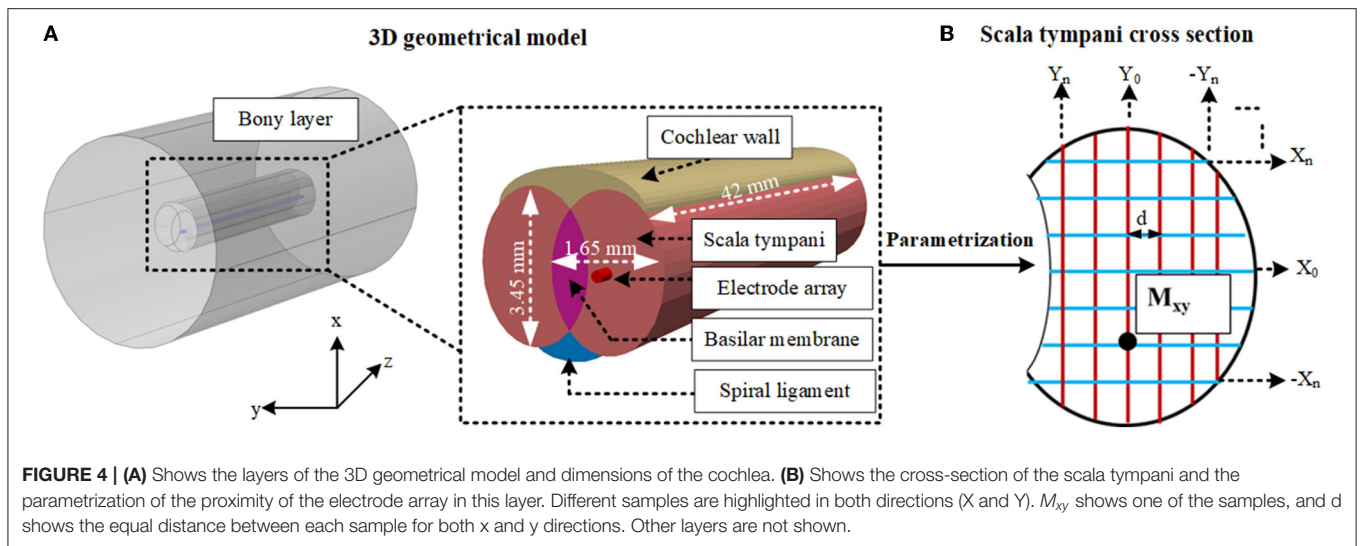 A
3D geometrical model
B
Scala tympani cross section
Bony layer
Cochlear wall
42 mm
Scala tympani
1.65 mm
3.45 mm
Electrode array
Basilar membrane
Spiral ligament
x
z
y
Parametrization
Yn
Y0
-Yn
Xn
d
X0
Mxy
-Xn
FIGURE 4 | (A) Shows the layers of the 3D geometrical model and dimensions of the cochlea. (B) Shows the cross-section of the scala tympani and the
parametrization of the proximity of the electrode array in this layer. Different samples are highlighted in both directions (X and Y). Mxy shows one of the samples, and d
shows the equal distance between each sample for both x and y directions. Other layers are not shown.